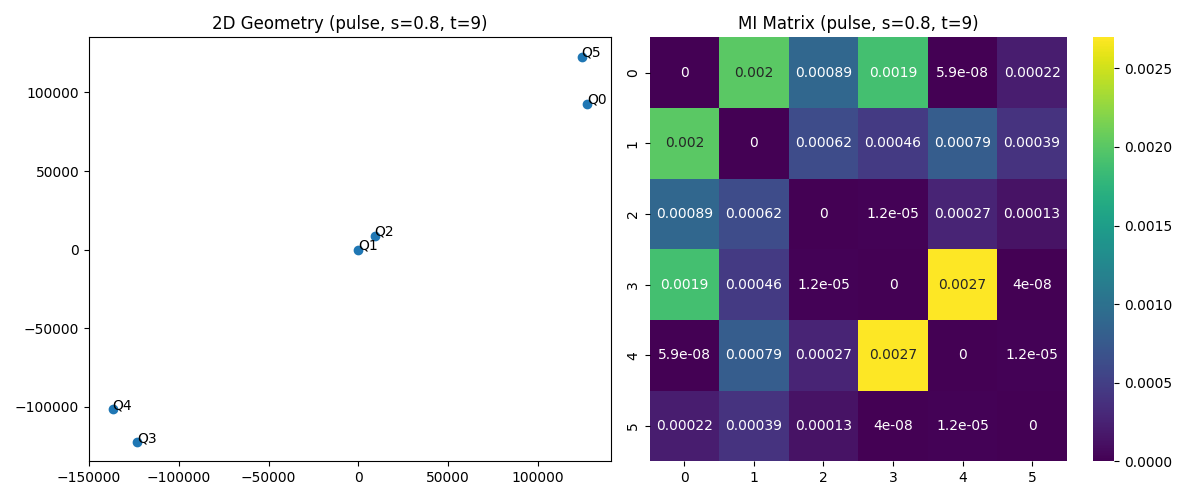 2D Geometry (pulse, s=0.8, t=9)
Q5
Q0
Q2
Q1
Q4
Q3
100000
50000
0
−50000
−100000
−150000 −100000 −50000 0 50000 100000
MI Matrix (pulse, s=0.8, t=9)
0 0 0.002 0.00089 0.0019 5.9e-08 0.00022
1 0.002 0 0.00062 0.00046 0.00079 0.00039
2 0.00089 0.00062 0 1.2e-05 0.00027 0.00013
3 0.0019 0.00046 1.2e-05 0 0.0027 4e-08
4 5.9e-08 0.00079 0.00027 0.0027 0 1.2e-05
5 0.00022 0.00039 0.00013 4e-08 1.2e-05 0
0 1 2 3 4 5
0.0025
0.0020
0.0015
0.0010
0.0005
0.0000